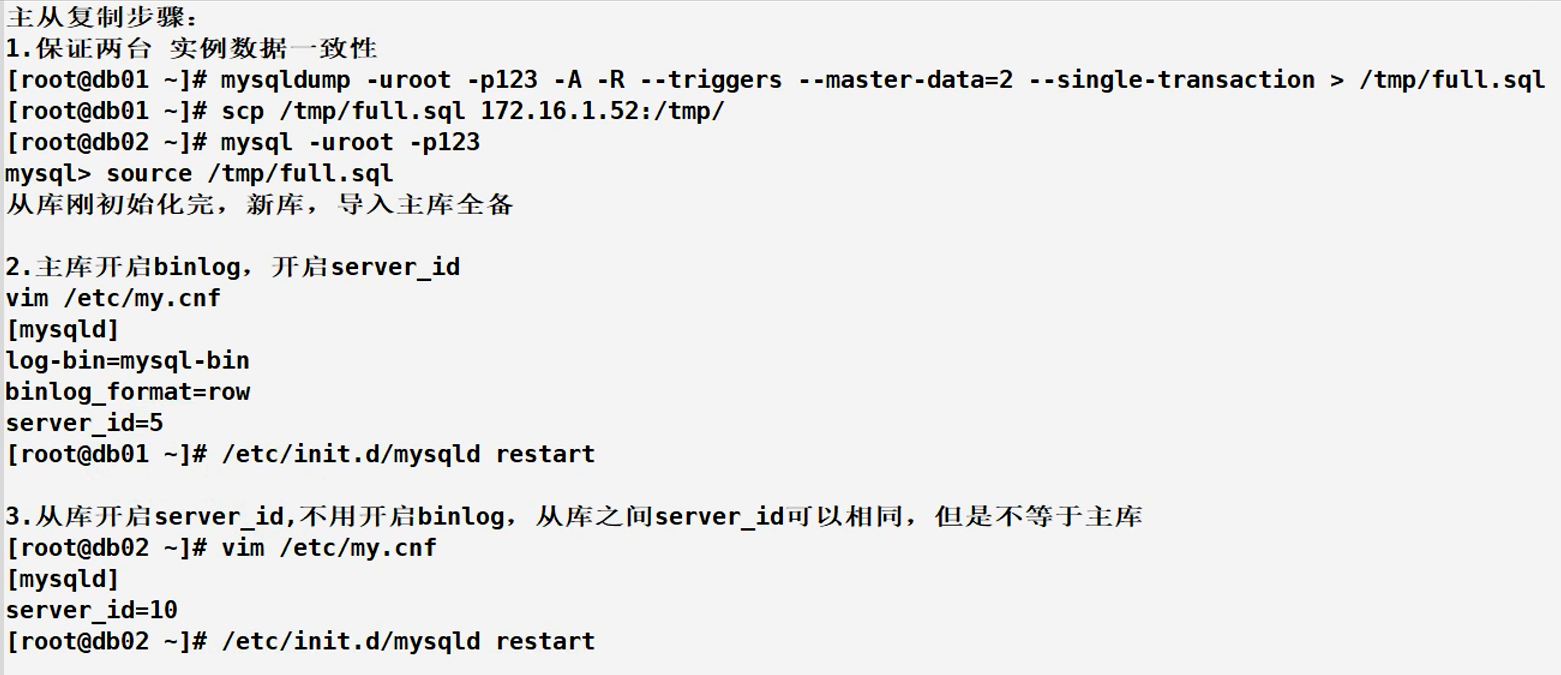 主从复制步骤：
1.保证两台 实例数据一致性
[root@db01 ~]# mysqldump -uroot -p123 -A -R --triggers --master-data=2 --single-transaction > /tmp/full.sql
[root@db01 ~]# scp /tmp/full.sql 172.16.1.52:/tmp/
[root@db02 ~]# mysql -uroot -p123
mysql> source /tmp/full.sql
从库刚初始化完，新库，导入主库全备
2.主库开启binlog，开启server_id
vim /etc/my.cnf
[mysqld]
log-bin=mysql-bin
binlog_format=row
server_id=5
[root@db01 ~]# /etc/init.d/mysqld restart
3.从库开启server_id,不用开启binlog，从库之间server_id可以相同，但是不等于主库
[root@db02 ~]# vim /etc/my.cnf
[mysqld]
server_id=10
[root@db02 ~]# /etc/init.d/mysqld restart